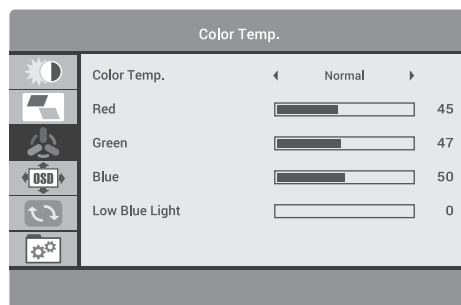 Color Temp.
Color Temp. Normal
Red 45
Green 47
OSD
Blue 50
Low Blue Light 0